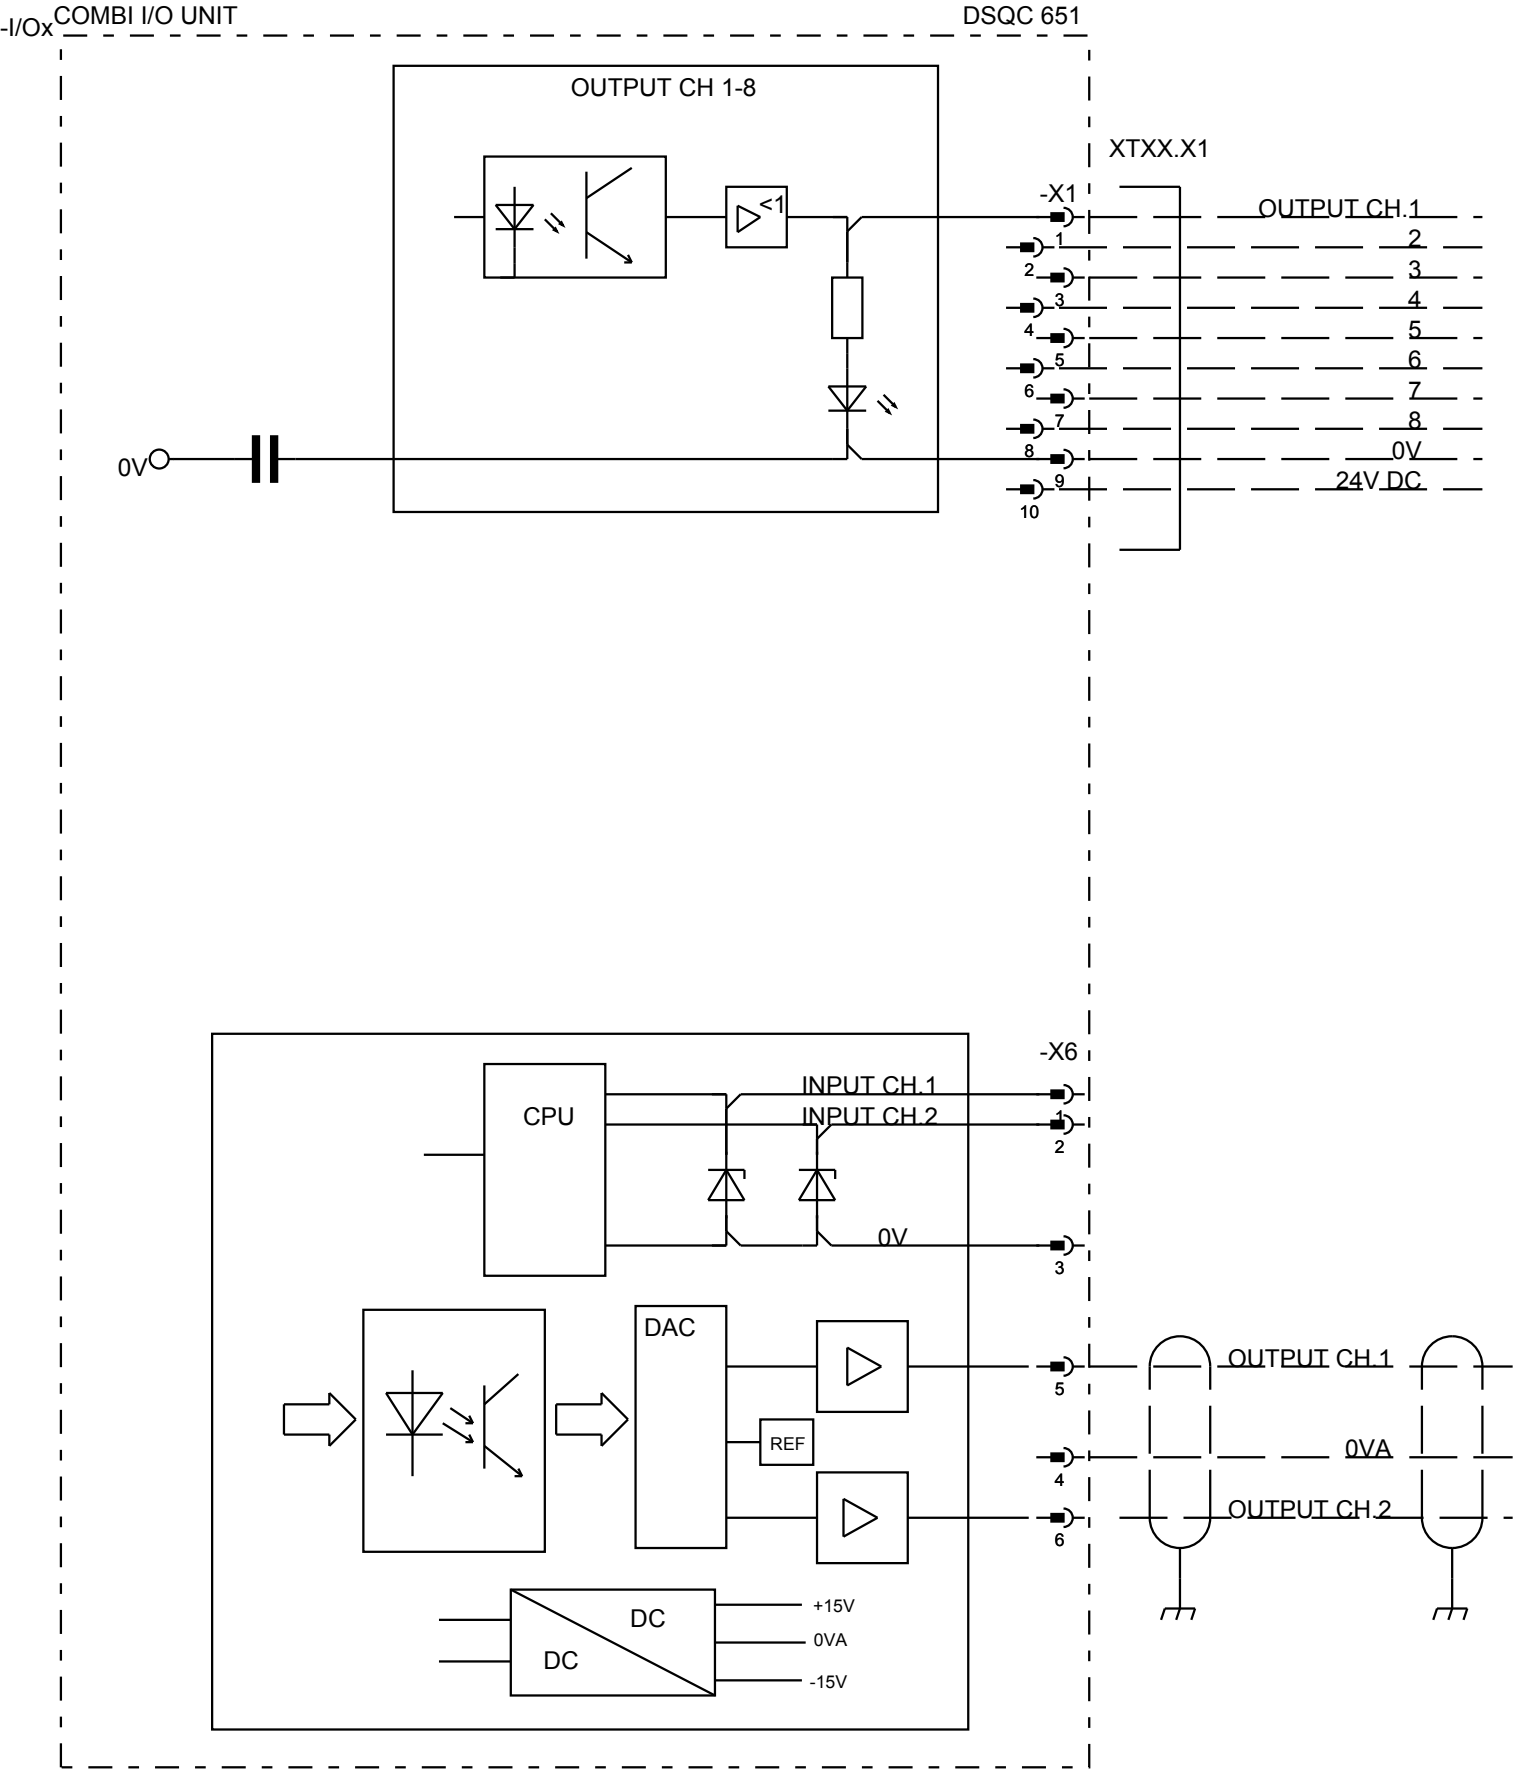 -I/Ox COMBI I/O UNIT DSQC 651
OUTPUT CH 1-8
XTXX.X1
-X1
<1
OUTPUT CH.1
1
2
2
3
3
4
4
5
5
6
6
7
7
8
8
0V
0V
9
24V DC
10
-X6
INPUT CH.1
CPU
INPUT CH.2
1
2
0V
3
DAC
OUTPUT CH.1
5
REF
0VA
4
OUTPUT CH.2
6
+15V
DC
0VA
DC
-15V